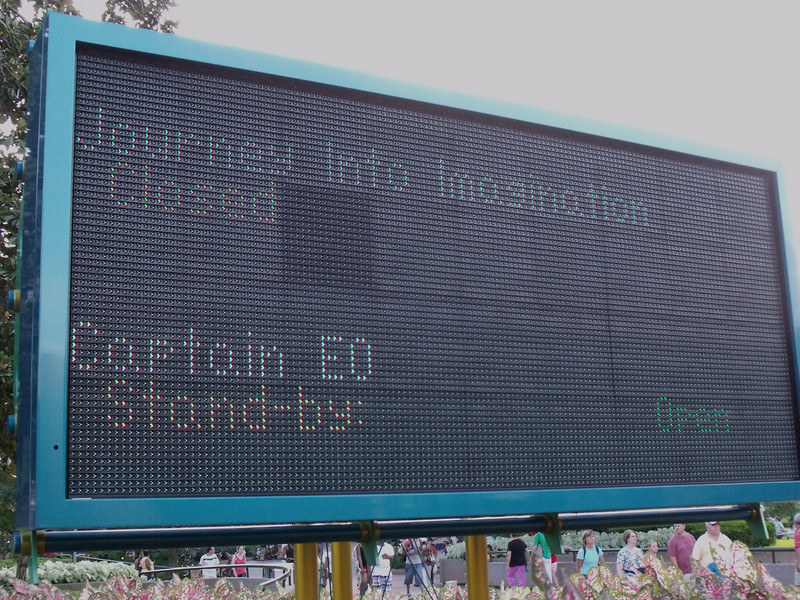 Journey into Imagination
Closed
Captain EO
Stand-by: Open